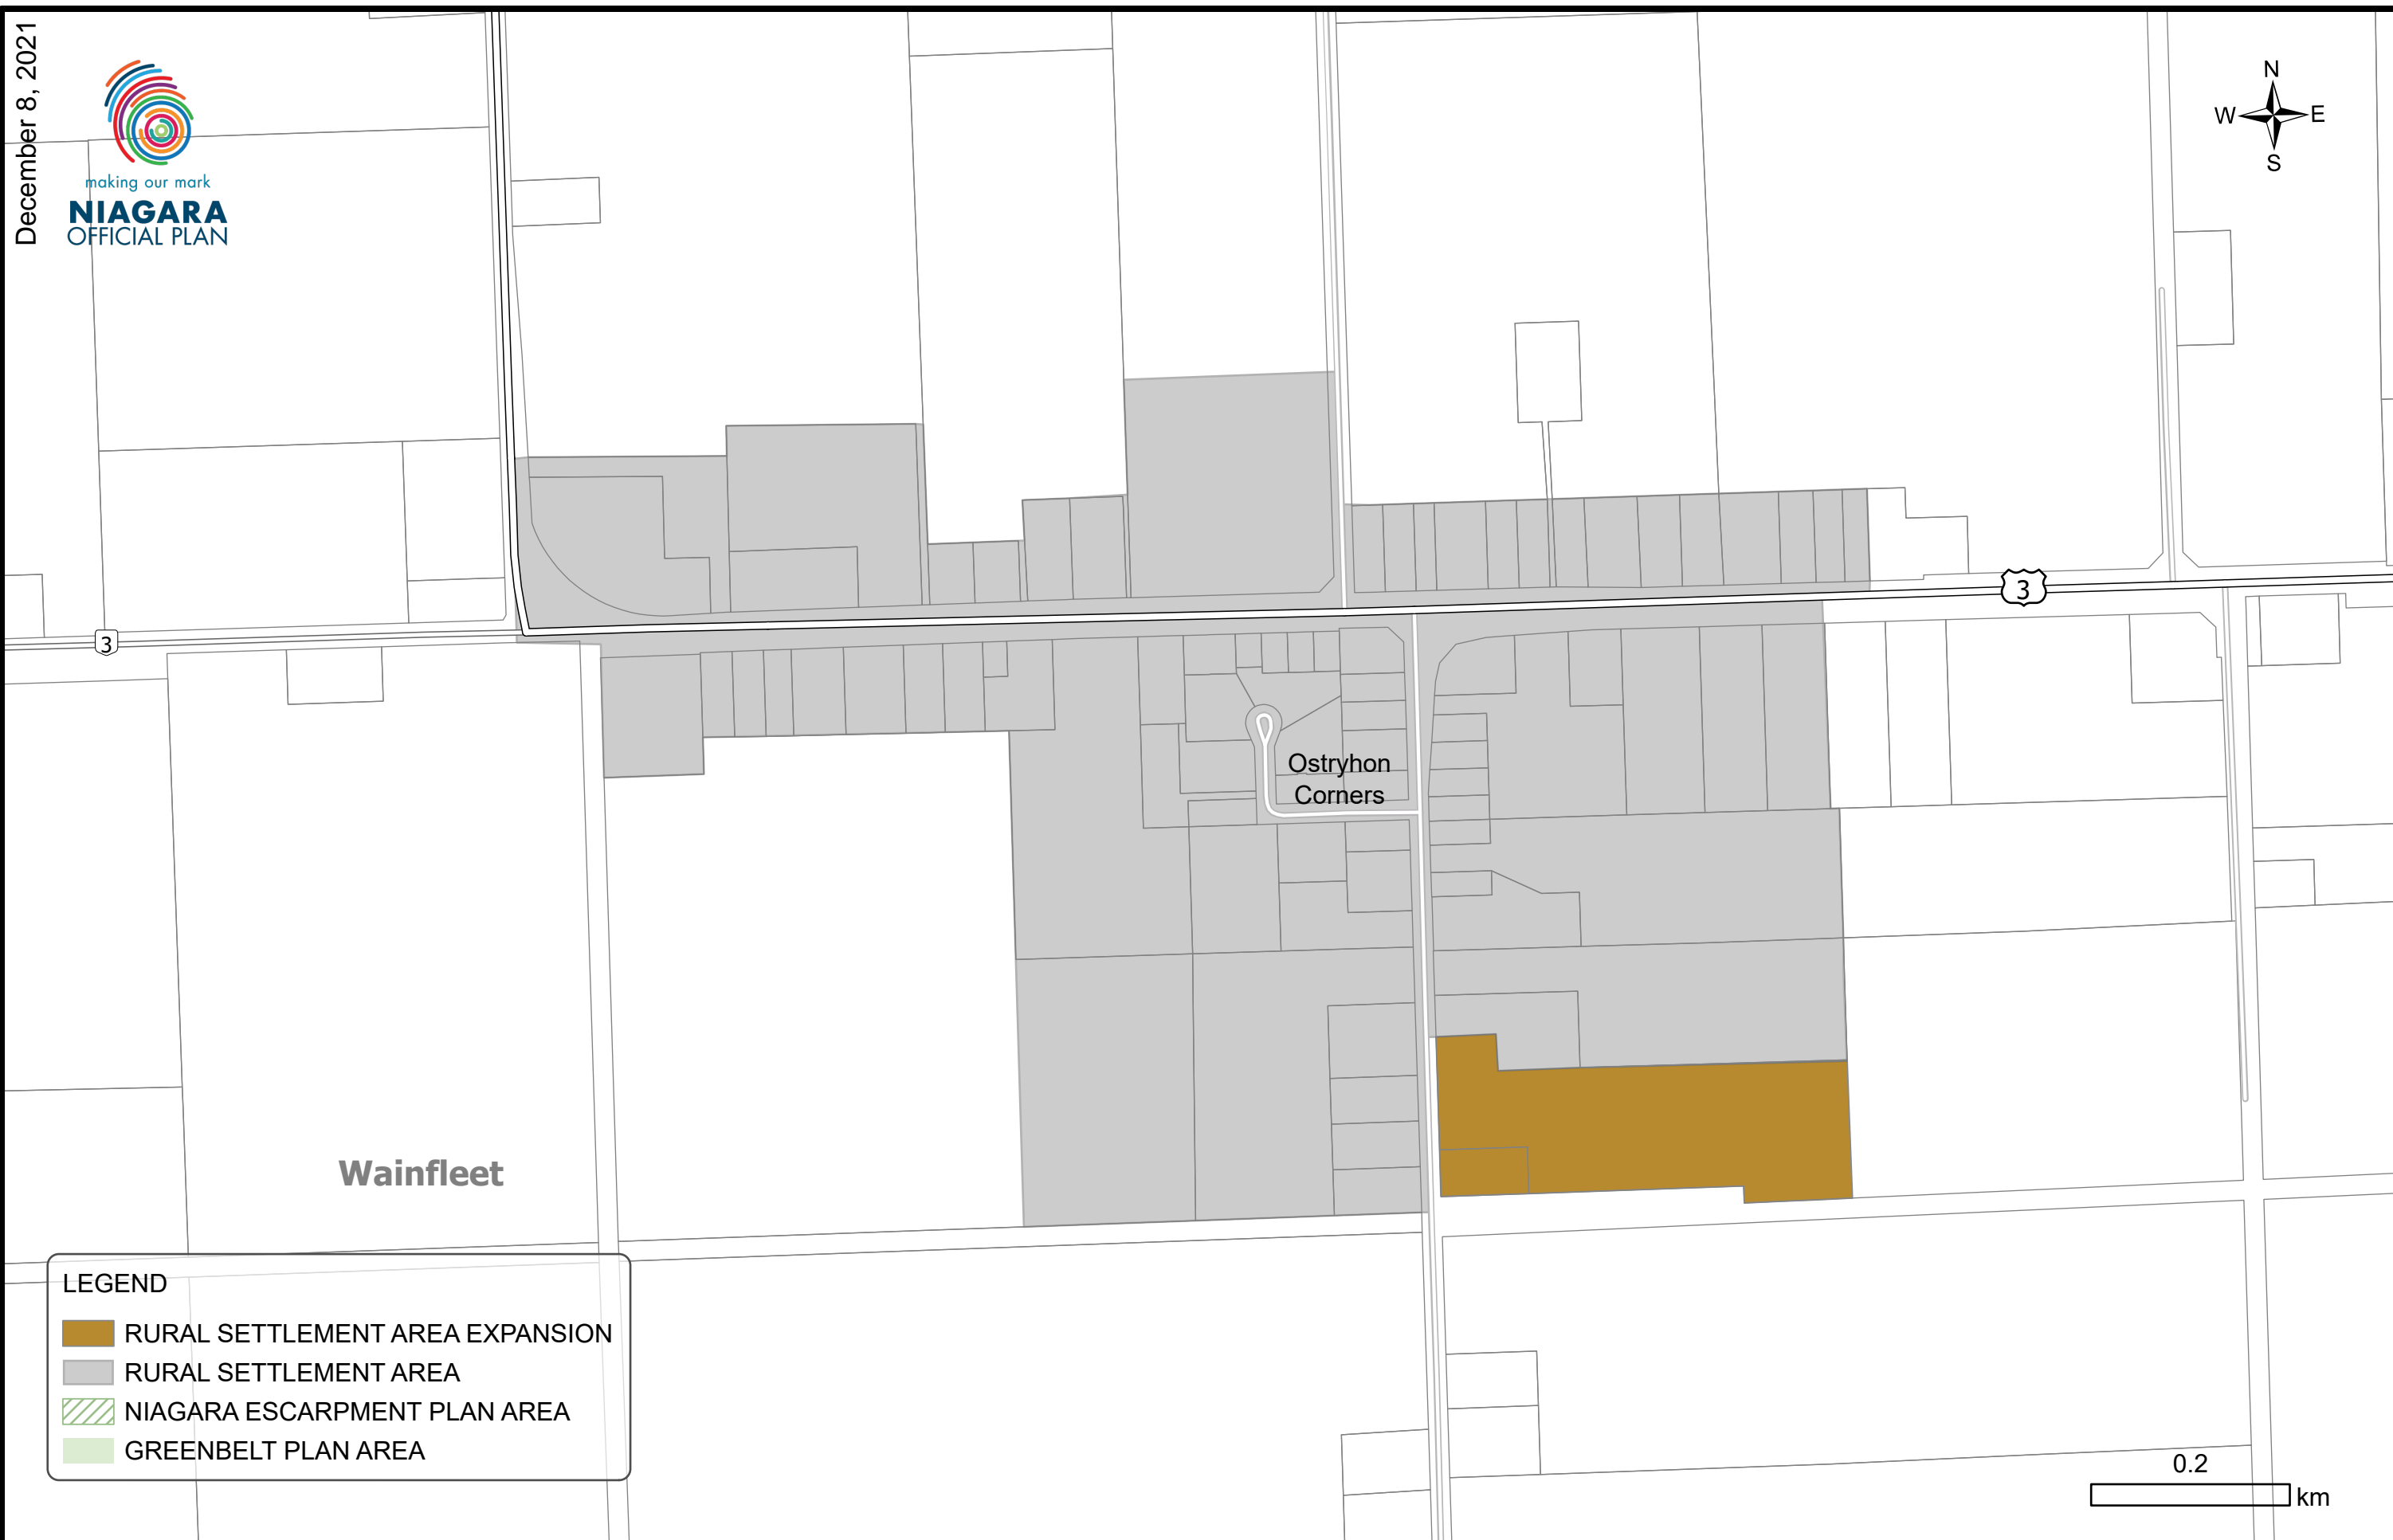 December 8, 2021
making our mark
NIAGARA
OFFICIAL PLAN
N
W E
S
3
3
Ostryhon
Corners
Wainfleet
LEGEND
RURAL SETTLEMENT AREA EXPANSION
RURAL SETTLEMENT AREA
NIAGARA ESCARPMENT PLAN AREA
GREENBELT PLAN AREA
0.2
km